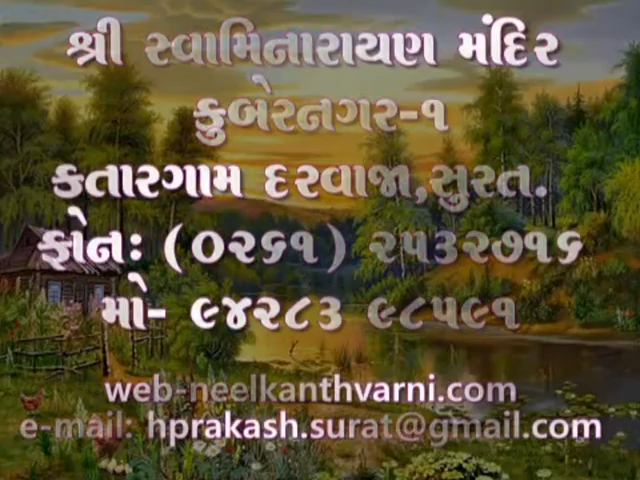 શ્રી સ્વામિનારાયણ મંદિર
કુબેરનગર-૧
કતારગામ દરવાજા,સુરત.
ફોનઃ (૦૨૬૧) ૨૫૩૨૭૧૬
મો- ૯૪૨૮૩ ૯૮૫૯૧
web-neelkanthvarni.com
e-mail: hprakash.surat@gmail.com